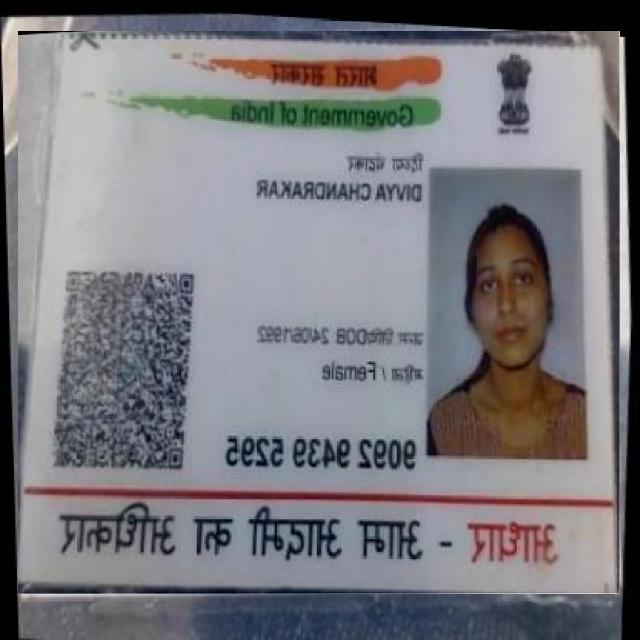 भारत सरकार
Government of India
दिव्या चंद्राकर
DIVYA CHANDRAKAR
जन्म तिथि/DOB 24/06/1992
महिला / Female
9092 9439 5295
आधार - आम आदमी का अधिकार